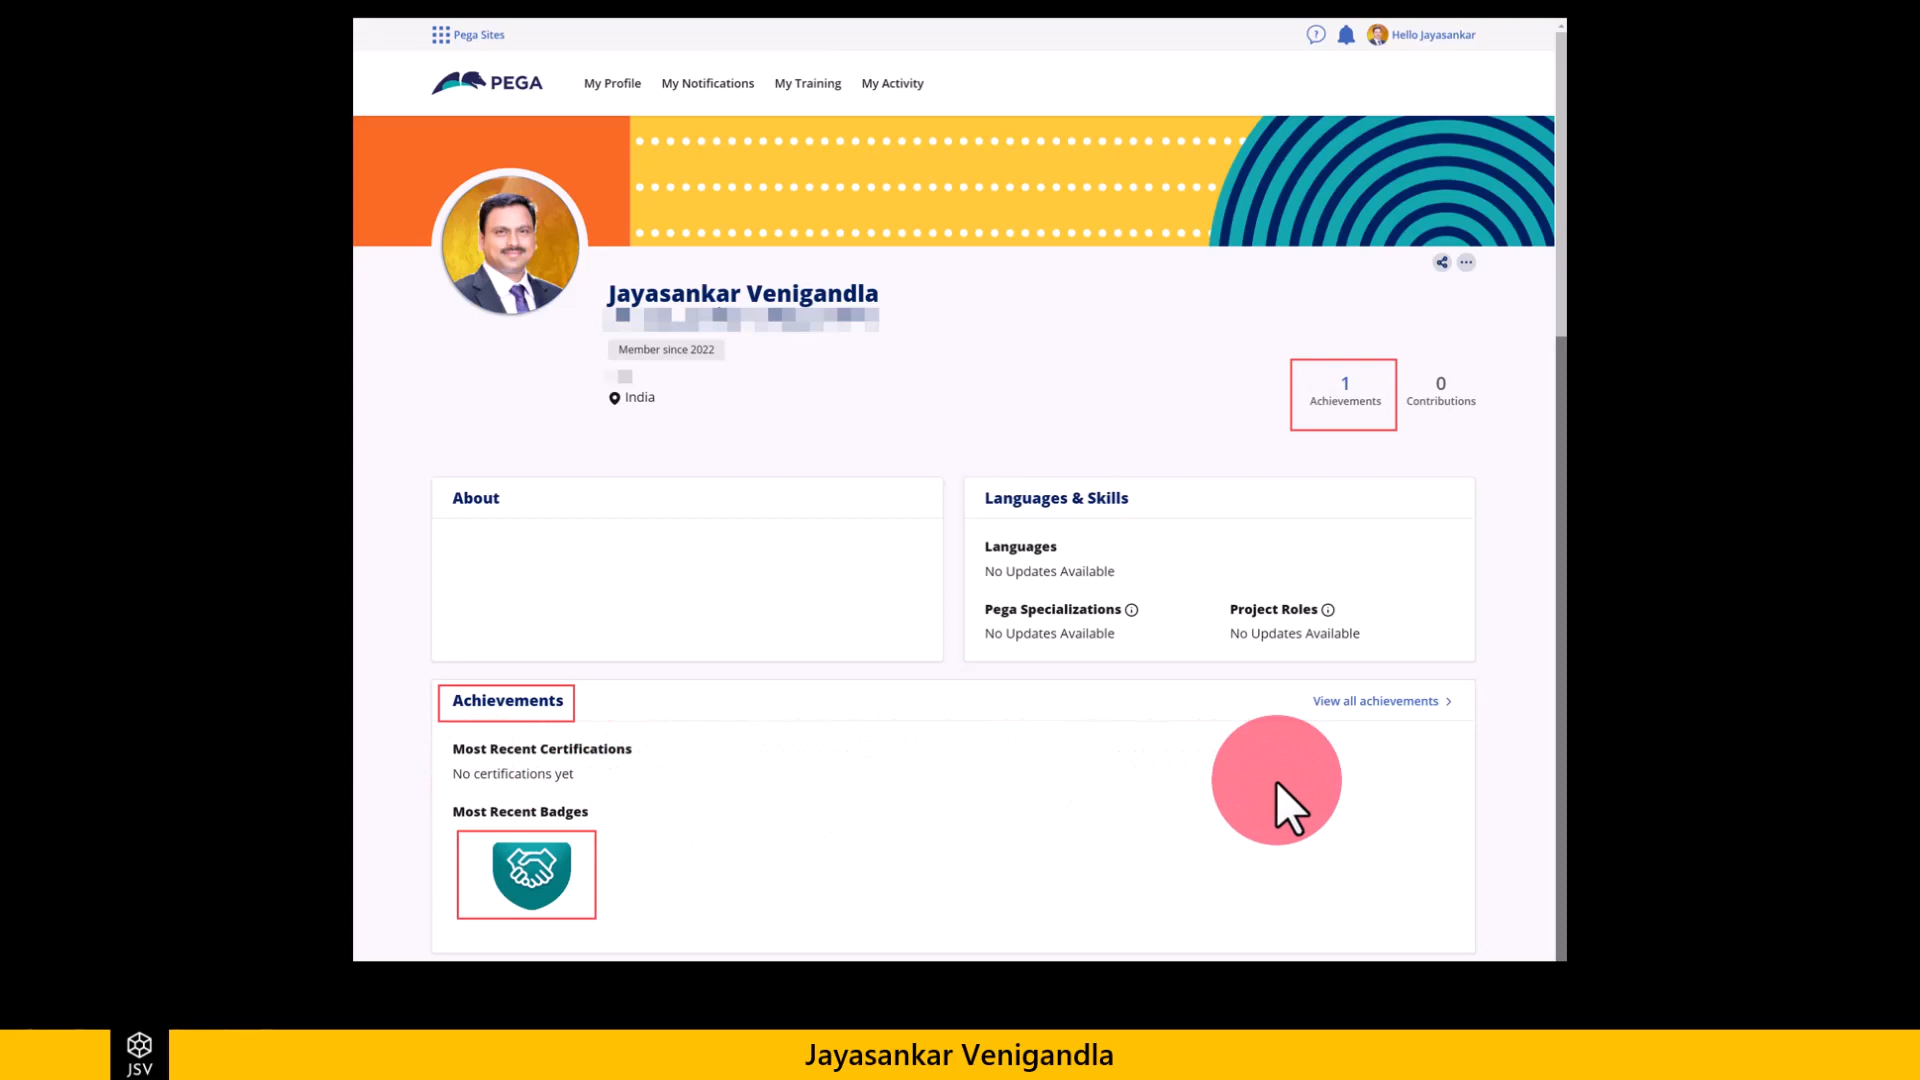 Pega Sites
Hello Jayasankar
PEGA
My Profile My Notifications My Training My Activity
Jayasankar Venigandla
Member since 2022
India
1
Achievements
0
Contributions
About
Languages & Skills
Languages
No Updates Available
Pega Specializations
No Updates Available
Project Roles
No Updates Available
Achievements
View all achievements
Most Recent Certifications
No certifications yet
Most Recent Badges
JSV
Jayasankar Venigandla